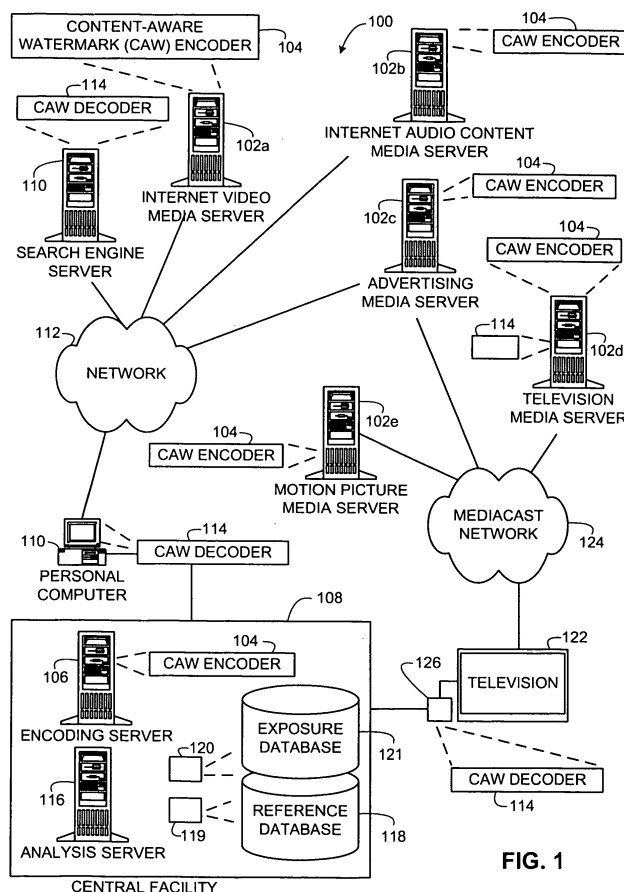 CONTENT-AWARE
WATERMARK (CAW) ENCODER
104
100
104
CAW ENCODER
102b
114
CAW DECODER
102a
INTERNET AUDIO CONTENT
MEDIA SERVER
110
INTERNET VIDEO
MEDIA SERVER
104
CAW ENCODER
102c
SEARCH ENGINE
SERVER
104
CAW ENCODER
ADVERTISING
MEDIA SERVER
112
NETWORK
114
102d
TELEVISION
MEDIA SERVER
102e
104
CAW ENCODER
MOTION PICTURE
MEDIA SERVER
MEDIACAST
NETWORK
124
110
114
CAW DECODER
PERSONAL
COMPUTER
108
104
CAW ENCODER
106
122
126
TELEVISION
ENCODING SERVER
EXPOSURE
DATABASE
120
121
CAW DECODER
114
116
119
REFERENCE
DATABASE
118
ANALYSIS SERVER
FIG. 1
CENTRAL FACILITY